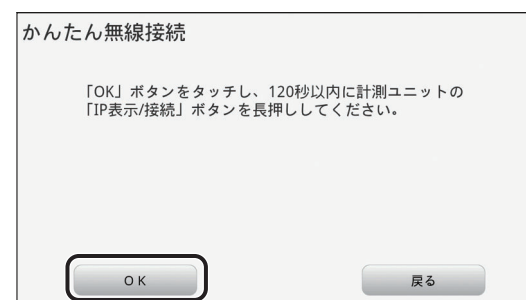 かんたん無線接続
「OK」ボタンをタッチし、120秒以内に計測ユニットの
「IP表示/接続」ボタンを長押ししてください。
OK
戻る